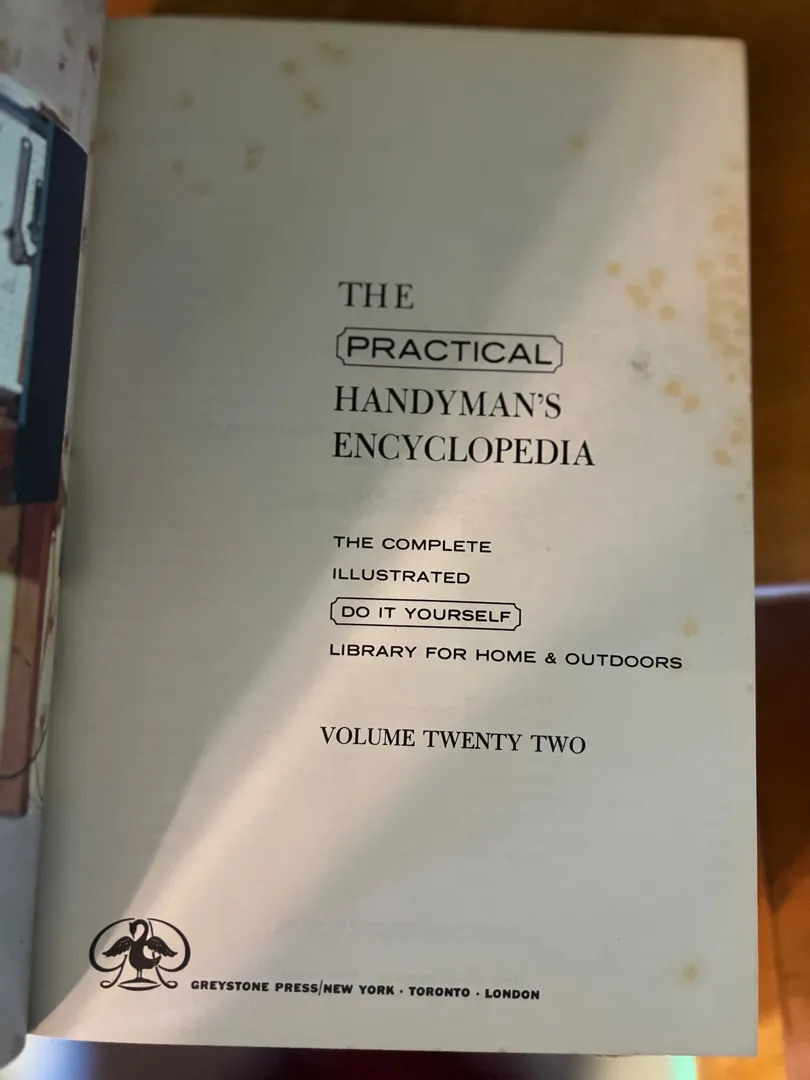 THE
PRACTICAL
HANDYMAN'S
ENCYCLOPEDIA
THE COMPLETE
ILLUSTRATED
DO IT YOURSELF
LIBRARY FOR HOME & OUTDOORS
VOLUME TWENTY TWO
GREYSTONE PRESS/NEW YORK · TORONTO · LONDON